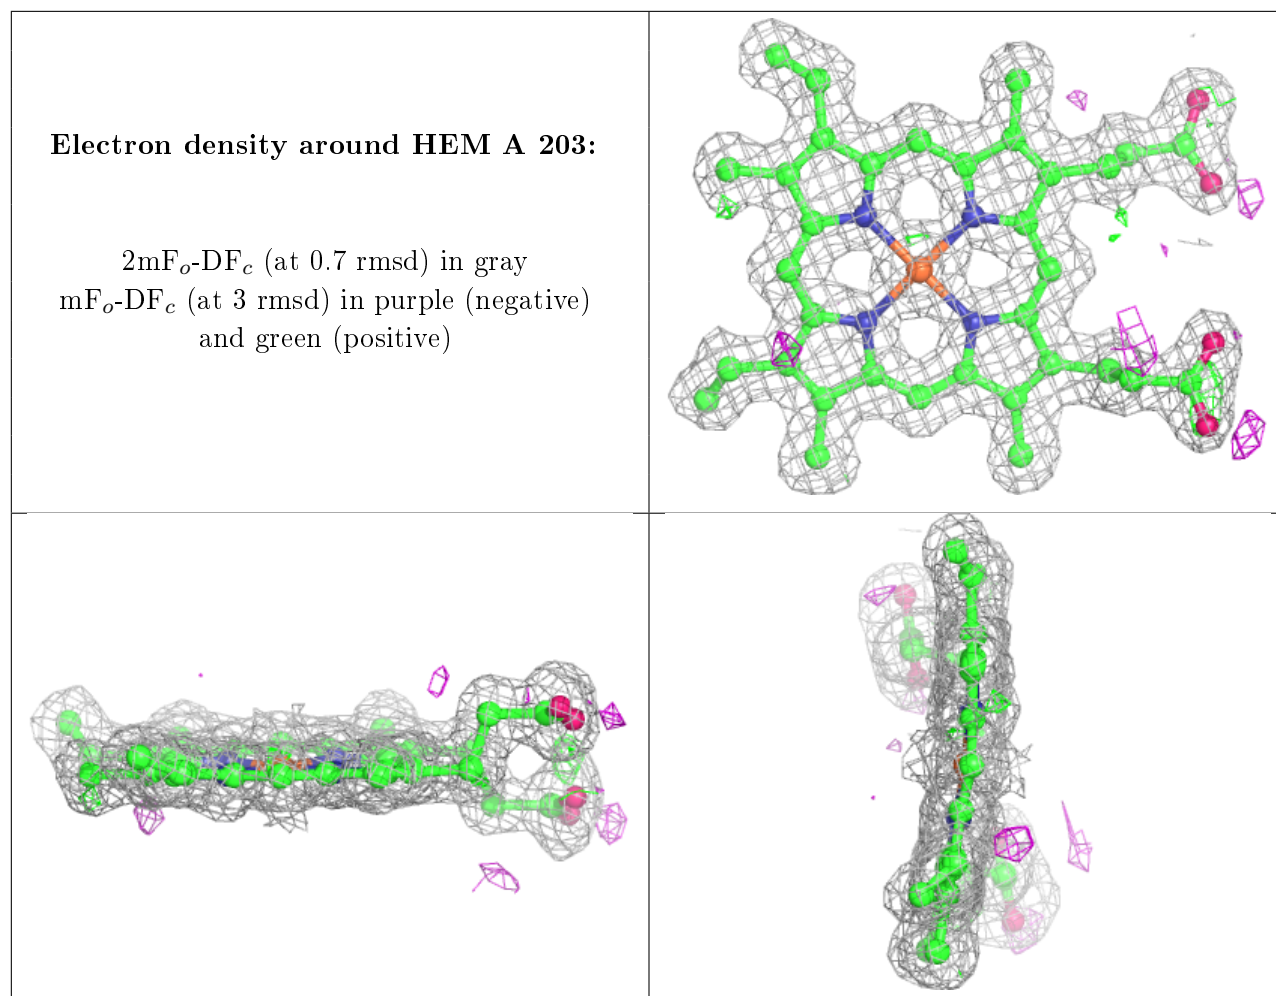 Electron density around HEM A 203:
2mFₒ-DF𝒸 (at 0.7 rmsd) in gray
mFₒ-DF𝒸 (at 3 rmsd) in purple (negative)
and green (positive)